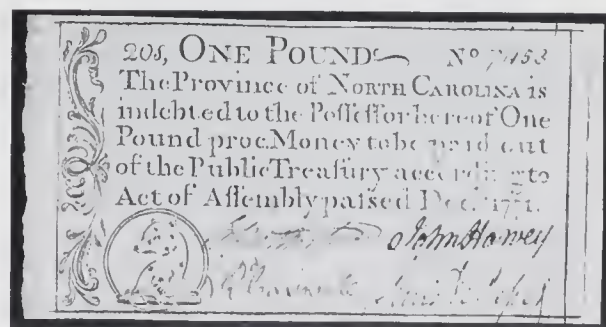 20s, ONE POUND No
The Province of NORTH CAROLINA is
indebted to the Poſſeſſor hereof One
Pound proc. Money to be paid out
of the Public Treaſury according to
Act of Aſſembly paſsed Dec. 1771.
John Harvey